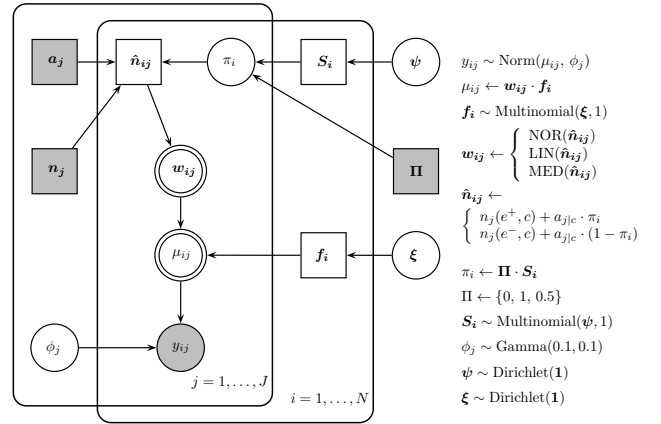 a_j n̂_ij π_i S_i ψ
n_j w_ij Π
μ_ij f_i ξ
ϕ_j y_ij
j = 1, . . . , J
i = 1, . . . , N
y_ij ∼ Norm(μ_ij, ϕ_j)
μ_ij ← w_ij · f_i
f_i ∼ Multinomial(ξ, 1)
NOR(n̂_ij)
w_ij ← { LIN(n̂_ij)
MED(n̂_ij)
n̂_ij ←
{ n_j(e⁺, c) + a_j|c · π_i
n_j(e⁻, c) + a_j|c · (1 − π_i)
π_i ← Π · S_i
Π ← {0, 1, 0.5}
S_i ∼ Multinomial(ψ, 1)
ϕ_j ∼ Gamma(0.1, 0.1)
ψ ∼ Dirichlet(1)
ξ ∼ Dirichlet(1)